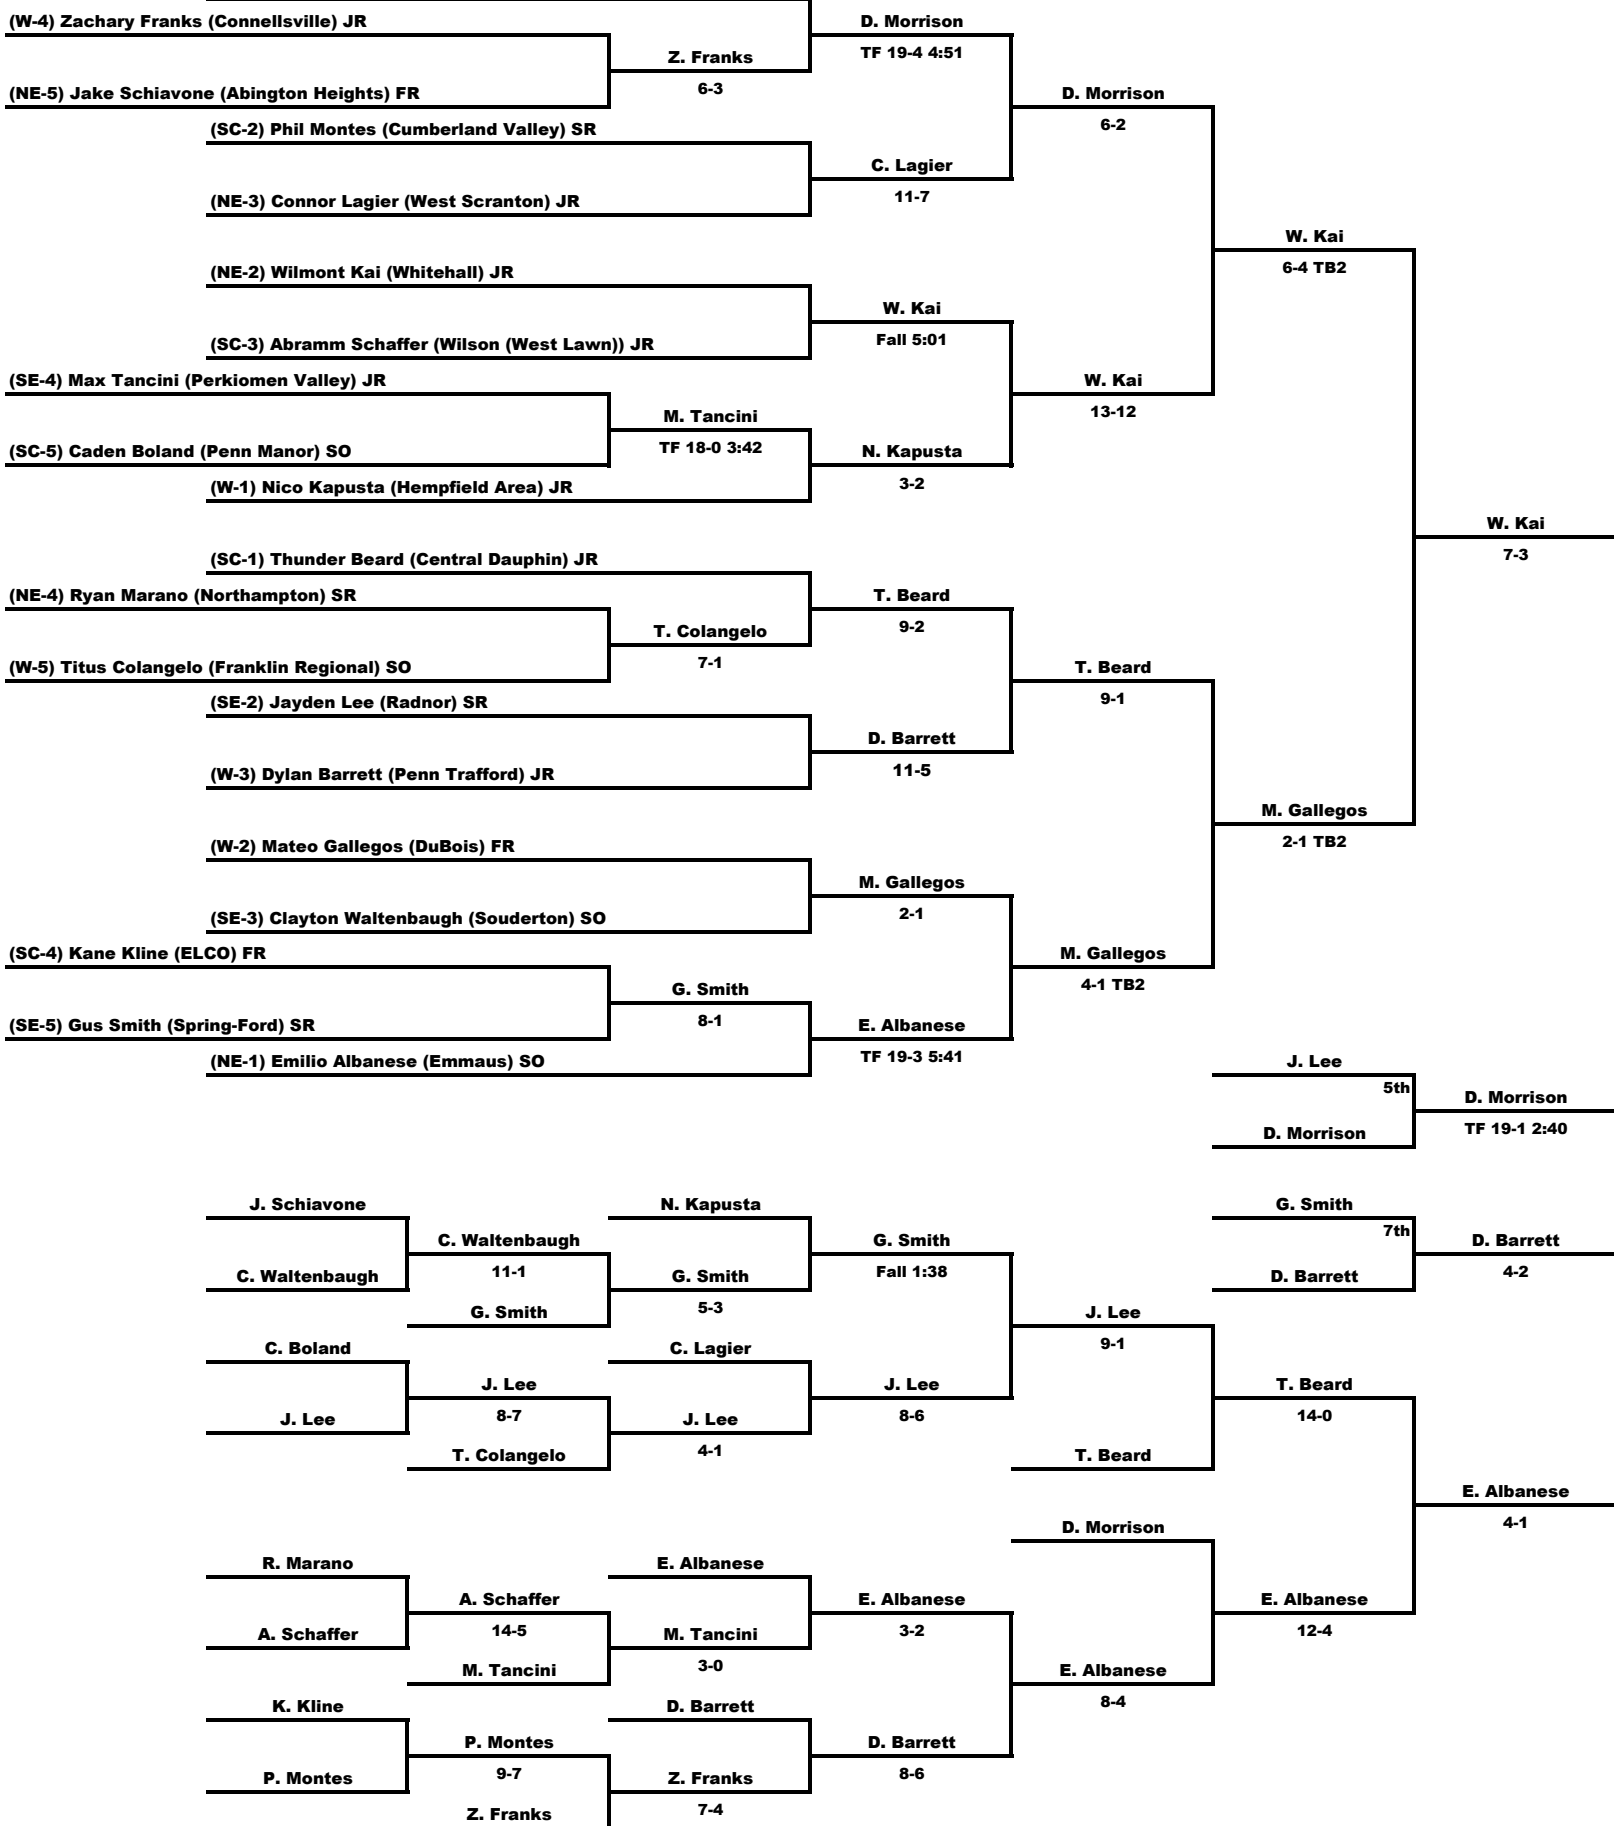 (W-4) Zachary Franks (Connellsville) JR
D. Morrison
TF 19-4 4:51
Z. Franks
6-3
(NE-5) Jake Schiavone (Abington Heights) FR
D. Morrison
6-2
(SC-2) Phil Montes (Cumberland Valley) SR
C. Lagier
11-7
(NE-3) Connor Lagier (West Scranton) JR
W. Kai
6-4 TB2
(NE-2) Wilmont Kai (Whitehall) JR
W. Kai
Fall 5:01
(SC-3) Abramm Schaffer (Wilson (West Lawn)) JR
(SE-4) Max Tancini (Perkiomen Valley) JR
W. Kai
13-12
M. Tancini
TF 18-0 3:42
(SC-5) Caden Boland (Penn Manor) SO
N. Kapusta
3-2
(W-1) Nico Kapusta (Hempfield Area) JR
W. Kai
7-3
(SC-1) Thunder Beard (Central Dauphin) JR
(NE-4) Ryan Marano (Northampton) SR
T. Beard
9-2
T. Colangelo
7-1
(W-5) Titus Colangelo (Franklin Regional) SO
T. Beard
9-1
(SE-2) Jayden Lee (Radnor) SR
D. Barrett
11-5
(W-3) Dylan Barrett (Penn Trafford) JR
M. Gallegos
2-1 TB2
(W-2) Mateo Gallegos (DuBois) FR
M. Gallegos
2-1
(SE-3) Clayton Waltenbaugh (Souderton) SO
(SC-4) Kane Kline (ELCO) FR
M. Gallegos
4-1 TB2
G. Smith
8-1
(SE-5) Gus Smith (Spring-Ford) SR
E. Albanese
TF 19-3 5:41
(NE-1) Emilio Albanese (Emmaus) SO
J. Lee
5th
D. Morrison
TF 19-1 2:40
D. Morrison
J. Schiavone
N. Kapusta
G. Smith
7th
C. Waltenbaugh
11-1
G. Smith
Fall 1:38
D. Barrett
4-2
C. Waltenbaugh
G. Smith
5-3
D. Barrett
G. Smith
J. Lee
9-1
C. Boland
C. Lagier
J. Lee
8-7
J. Lee
8-6
T. Beard
14-0
J. Lee
J. Lee
4-1
T. Colangelo
T. Beard
E. Albanese
4-1
D. Morrison
R. Marano
E. Albanese
A. Schaffer
14-5
E. Albanese
3-2
E. Albanese
12-4
A. Schaffer
M. Tancini
3-0
M. Tancini
E. Albanese
8-4
K. Kline
D. Barrett
P. Montes
9-7
D. Barrett
8-6
P. Montes
Z. Franks
7-4
Z. Franks